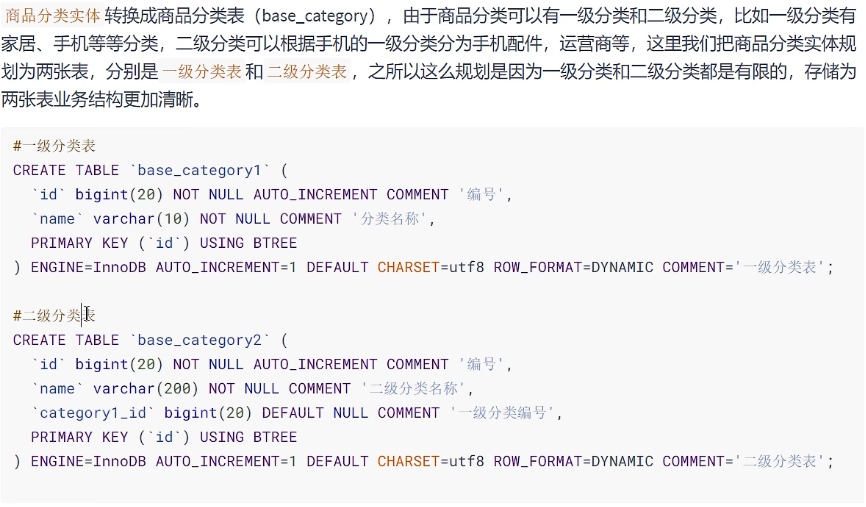 商品分类实体 转换成商品分类表（base_category），由于商品分类可以有一级分类和二级分类，比如一级分类有
家居、手机等等分类，二级分类可以根据手机的一级分类分为手机配件，运营商等，这里我们把商品分类实体规
划为两张表，分别是 一级分类表 和 二级分类表 ，之所以这么规划是因为一级分类和二级分类都是有限的，存储为
两张表业务结构更加清晰。
#一级分类表
CREATE TABLE `base_category1` (
`id` bigint(20) NOT NULL AUTO_INCREMENT COMMENT '编号',
`name` varchar(10) NOT NULL COMMENT '分类名称',
PRIMARY KEY (`id`) USING BTREE
) ENGINE=InnoDB AUTO_INCREMENT=1 DEFAULT CHARSET=utf8 ROW_FORMAT=DYNAMIC COMMENT='一级分类表';
#二级分类表
CREATE TABLE `base_category2` (
`id` bigint(20) NOT NULL AUTO_INCREMENT COMMENT '编号',
`name` varchar(200) NOT NULL COMMENT '二级分类名称',
`category1_id` bigint(20) DEFAULT NULL COMMENT '一级分类编号',
PRIMARY KEY (`id`) USING BTREE
) ENGINE=InnoDB AUTO_INCREMENT=1 DEFAULT CHARSET=utf8 ROW_FORMAT=DYNAMIC COMMENT='二级分类表';